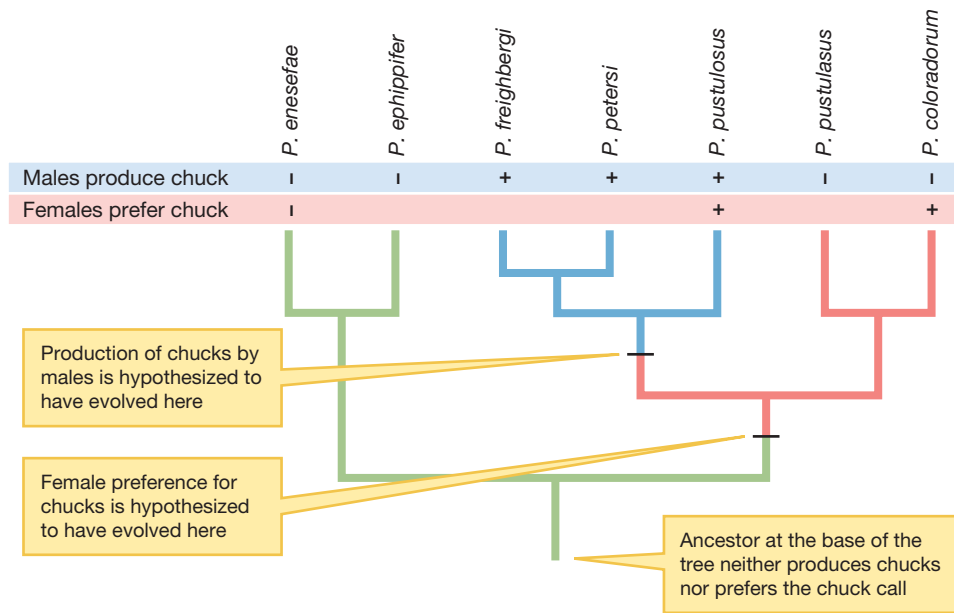 P. enesefae
P. ephippifer
P. freighbergi
P. petersi
P. pustulosus
P. pustulasus
P. coloradorum
Males produce chuck – – + + + – –
Females prefer chuck – + +
Production of chucks by
males is hypothesized to
have evolved here
Female preference for
chucks is hypothesized
to have evolved here
Ancestor at the base of the
tree neither produces chucks
nor prefers the chuck call